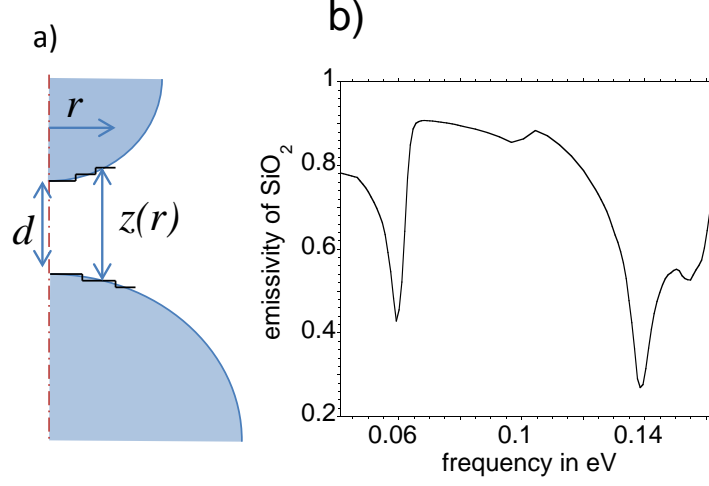 a)
r
d
z(r)
b)
emissivity of SiO₂
1
0.8
0.6
0.4
0.2
0.06
0.1
0.14
frequency in eV